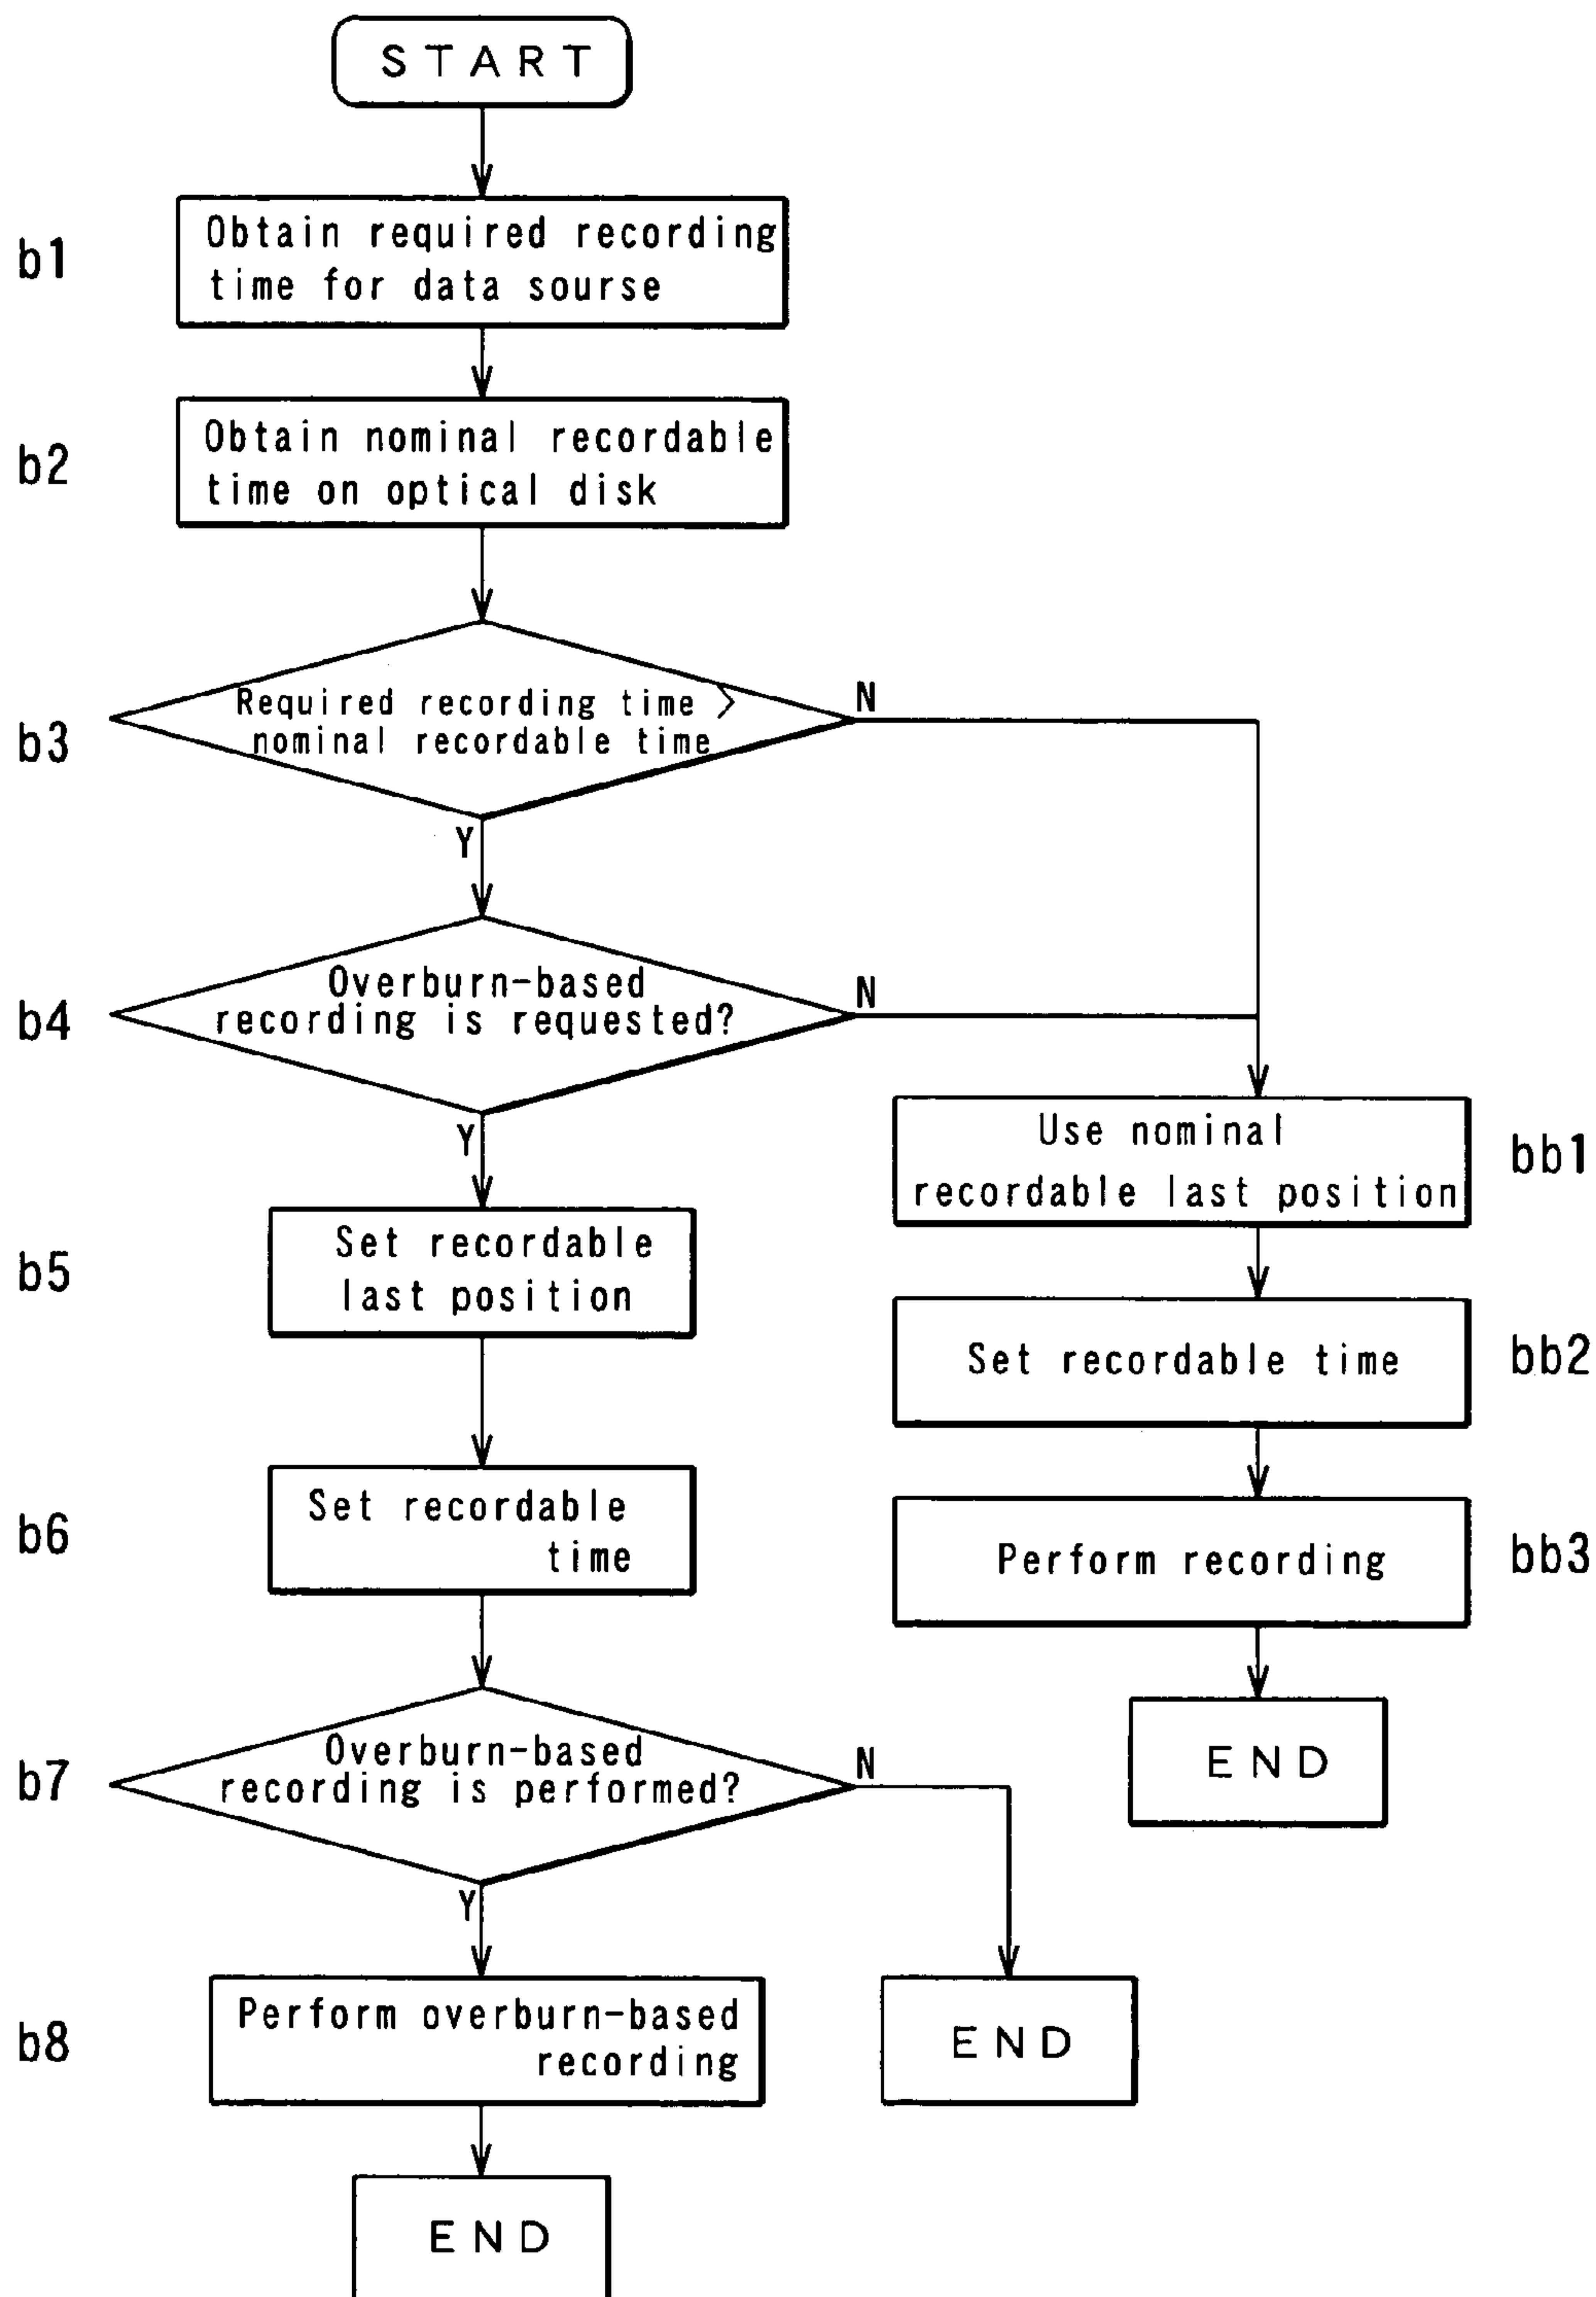 START
b1
Obtain required recording
time for data sourse
b2
Obtain nominal recordable
time on optical disk
b3
Required recording time >
nominal recordable time
N
Y
b4
Overburn-based
recording is requested?
N
Y
Use nominal
recordable last position
bb1
b5
Set recordable
last position
Set recordable time
bb2
b6
Set recordable
time
Perform recording
bb3
END
b7
Overburn-based
recording is performed?
N
Y
b8
Perform overburn-based
recording
END
END